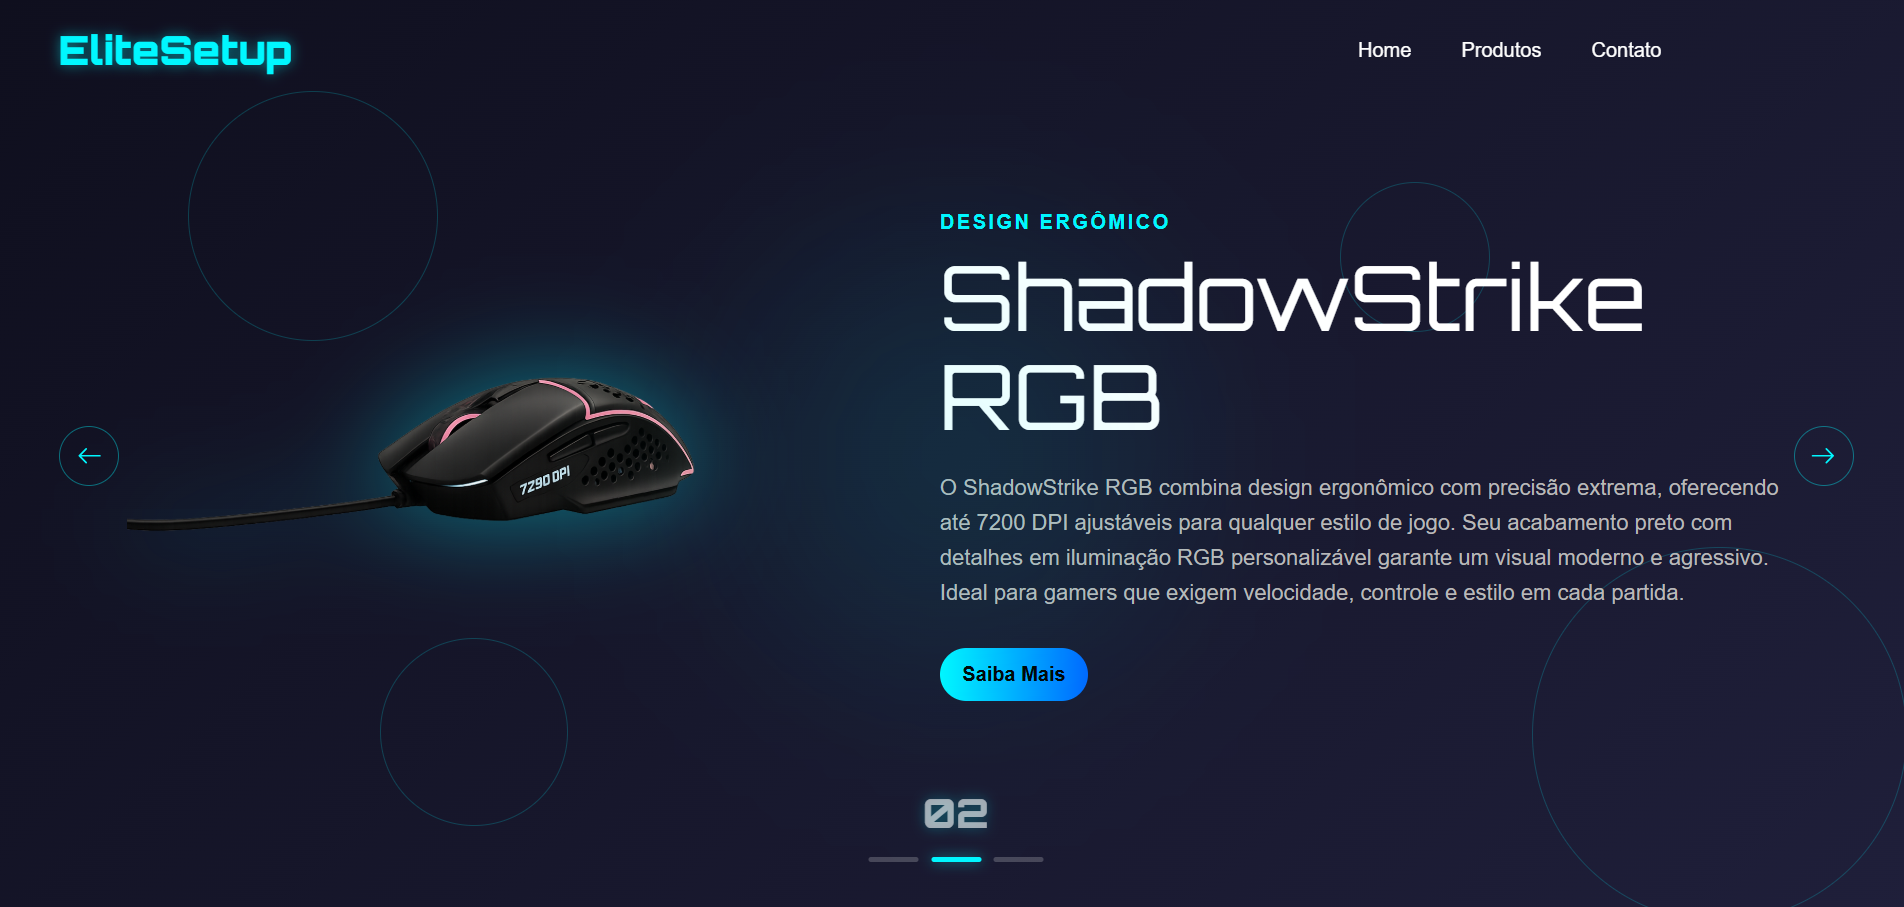 EliteSetup
Home Produtos Contato
DESIGN ERGÔMICO
ShadowStrike
RGB
7290 DPI
O ShadowStrike RGB combina design ergonômico com precisão extrema, oferecendo
até 7200 DPI ajustáveis para qualquer estilo de jogo. Seu acabamento preto com
detalhes em iluminação RGB personalizável garante um visual moderno e agressivo.
Ideal para gamers que exigem velocidade, controle e estilo em cada partida.
Saiba Mais
02